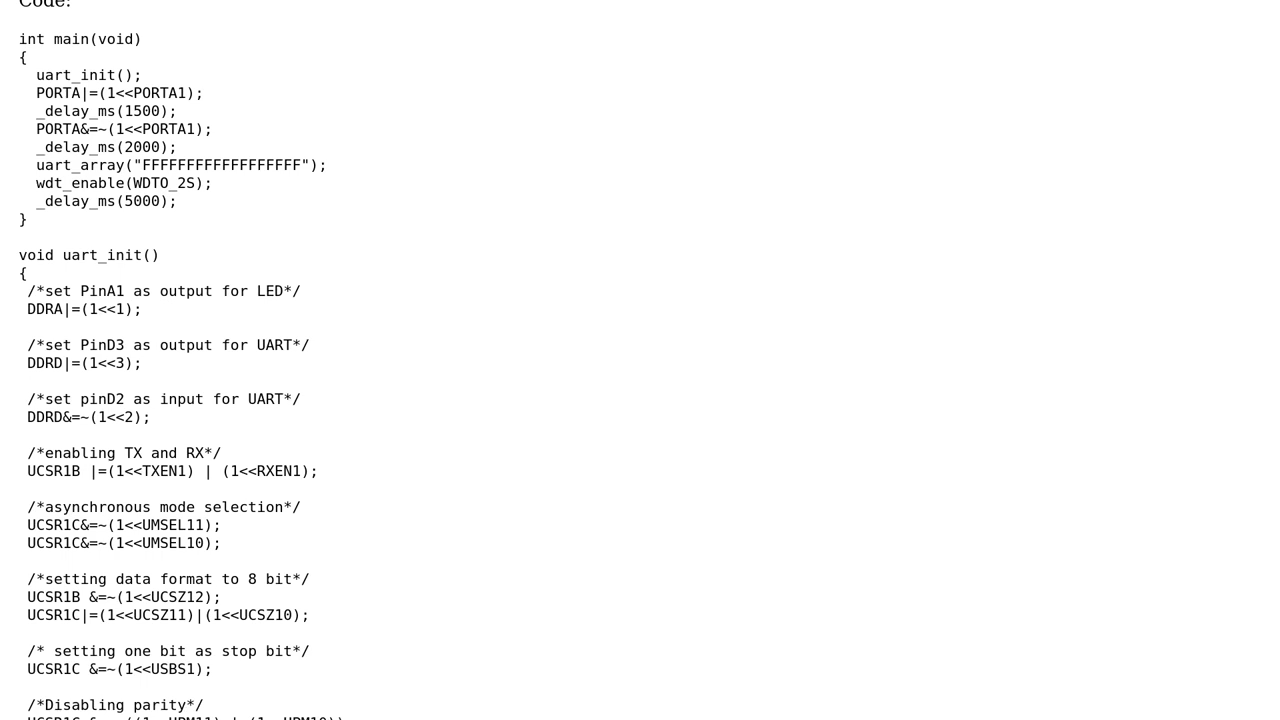 Code:
int main(void)
{
  uart_init();
  PORTA|=(1<<PORTA1);
  _delay_ms(1500);
  PORTA&=~(1<<PORTA1);
  _delay_ms(2000);
  uart_array("FFFFFFFFFFFFFFFFFF");
  wdt_enable(WDTO_2S);
  _delay_ms(5000);
}
void uart_init()
{
 /*set PinA1 as output for LED*/
 DDRA|=(1<<1);
 /*set PinD3 as output for UART*/
 DDRD|=(1<<3);
 /*set pinD2 as input for UART*/
 DDRD&=~(1<<2);
 /*enabling TX and RX*/
 UCSR1B |=(1<<TXEN1) | (1<<RXEN1);
 /*asynchronous mode selection*/
 UCSR1C&=~(1<<UMSEL11);
 UCSR1C&=~(1<<UMSEL10);
 /*setting data format to 8 bit*/
 UCSR1B &=~(1<<UCSZ12);
 UCSR1C|=(1<<UCSZ11)|(1<<UCSZ10);
 /* setting one bit as stop bit*/
 UCSR1C &=~(1<<USBS1);
 /*Disabling parity*/